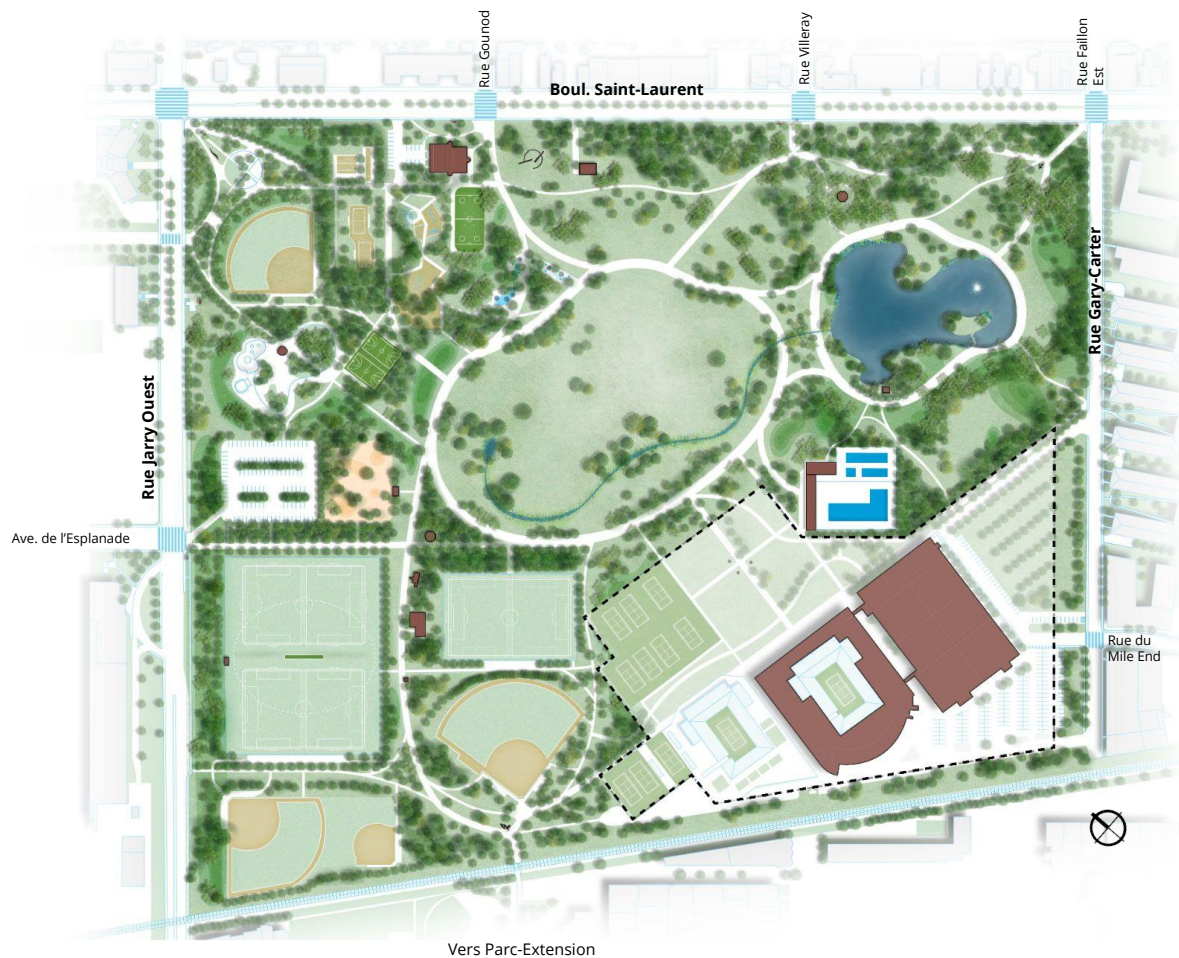 Rue Gounod
Rue Villeray
Rue Faillon
Est
Boul. Saint-Laurent
Rue Gary-Carter
Rue Jarry Ouest
Ave. de l'Esplanade
Rue du
Mile End
Vers Parc-Extension